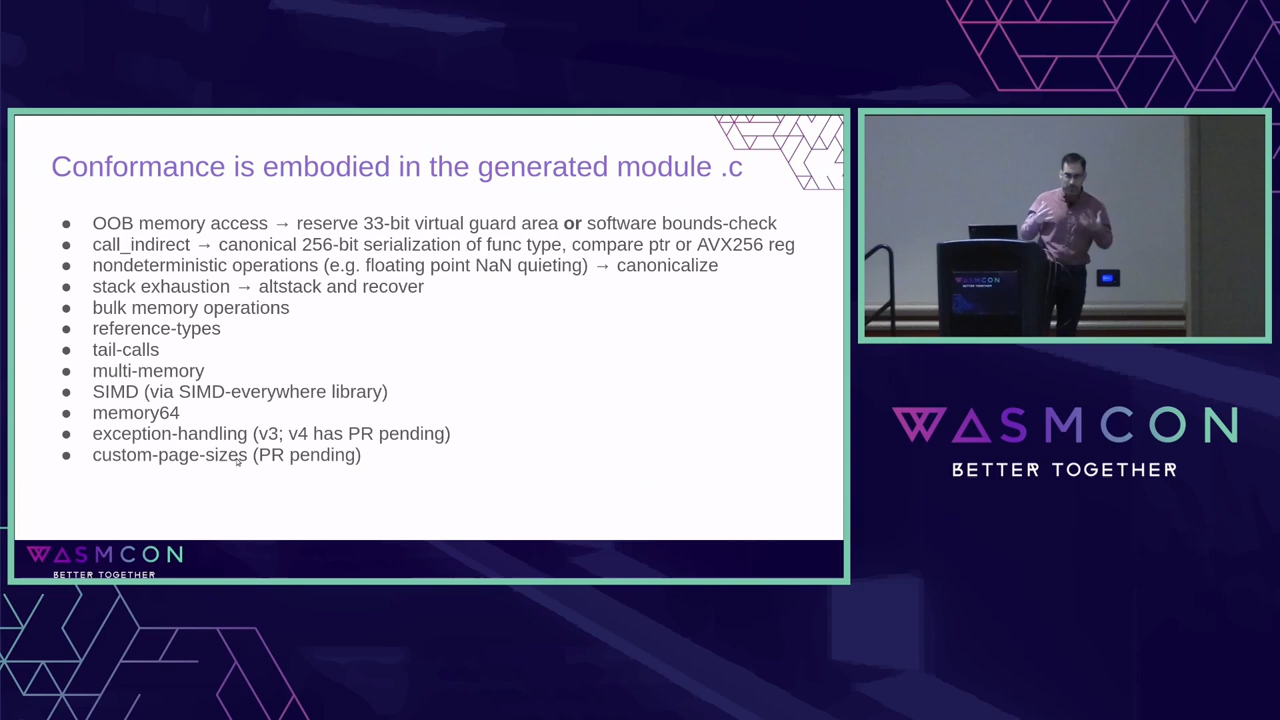 Conformance is embodied in the generated module .c
● OOB memory access → reserve 33-bit virtual guard area or software bounds-check
● call_indirect → canonical 256-bit serialization of func type, compare ptr or AVX256 reg
● nondeterministic operations (e.g. floating point NaN quieting) → canonicalize
● stack exhaustion → altstack and recover
● bulk memory operations
● reference-types
● tail-calls
● multi-memory
● SIMD (via SIMD-everywhere library)
● memory64
● exception-handling (v3; v4 has PR pending)
● custom-page-sizes (PR pending)
WASMCON
BETTER TOGETHER
WASMCON
WASMCON
BETTER TOGETHER